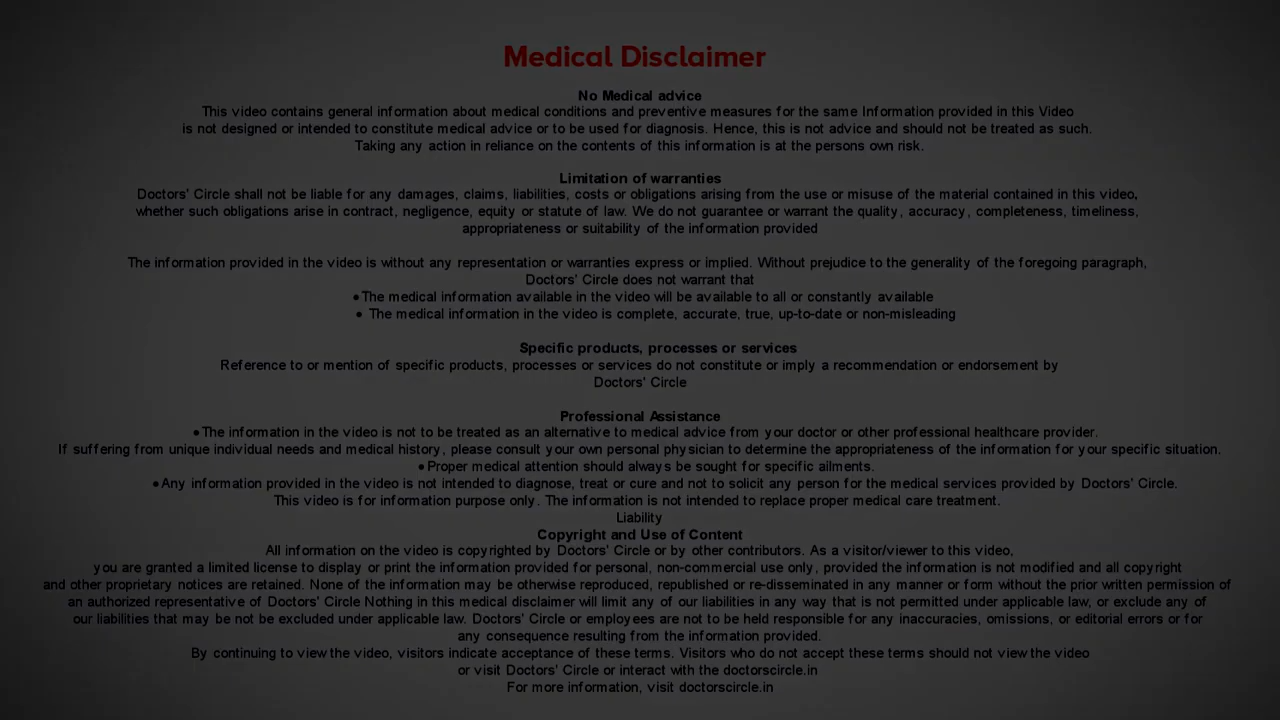 Medical Disclaimer
No Medical advice
This video contains general information about medical conditions and preventive measures for the same Information provided in this Video
is not designed or intended to constitute medical advice or to be used for diagnosis. Hence, this is not advice and should not be treated as such.
Taking any action in reliance on the contents of this information is at the persons own risk.
Limitation of warranties
Doctors' Circle shall not be liable for any damages, claims, liabilities, costs or obligations arising from the use or misuse of the material contained in this video,
whether such obligations arise in contract, negligence, equity or statute of law. We do not guarantee or warrant the quality, accuracy, completeness, timeliness,
appropriateness or suitability of the information provided
The information provided in the video is without any representation or warranties express or implied. Without prejudice to the generality of the foregoing paragraph,
Doctors' Circle does not warrant that
•The medical information available in the video will be available to all or constantly available
• The medical information in the video is complete, accurate, true, up-to-date or non-misleading
Specific products, processes or services
Reference to or mention of specific products, processes or services do not constitute or imply a recommendation or endorsement by
Doctors' Circle
Professional Assistance
•The information in the video is not to be treated as an alternative to medical advice from your doctor or other professional healthcare provider.
If suffering from unique individual needs and medical history, please consult your own personal physician to determine the appropriateness of the information for your specific situation.
•Proper medical attention should always be sought for specific ailments.
•Any information provided in the video is not intended to diagnose, treat or cure and not to solicit any person for the medical services provided by Doctors' Circle.
This video is for information purpose only. The information is not intended to replace proper medical care treatment.
Liability
Copyright and Use of Content
All information on the video is copyrighted by Doctors' Circle or by other contributors. As a visitor/viewer to this video,
you are granted a limited license to display or print the information provided for personal, non-commercial use only, provided the information is not modified and all copyright
and other proprietary notices are retained. None of the information may be otherwise reproduced, republished or re-disseminated in any manner or form without the prior written permission of
an authorized representative of Doctors' Circle Nothing in this medical disclaimer will limit any of our liabilities in any way that is not permitted under applicable law, or exclude any of
our liabilities that may be not be excluded under applicable law. Doctors' Circle or employees are not to be held responsible for any inaccuracies, omissions, or editorial errors or for
any consequence resulting from the information provided.
By continuing to view the video, visitors indicate acceptance of these terms. Visitors who do not accept these terms should not view the video
or visit Doctors' Circle or interact with the doctorscircle.in
For more information, visit doctorscircle.in